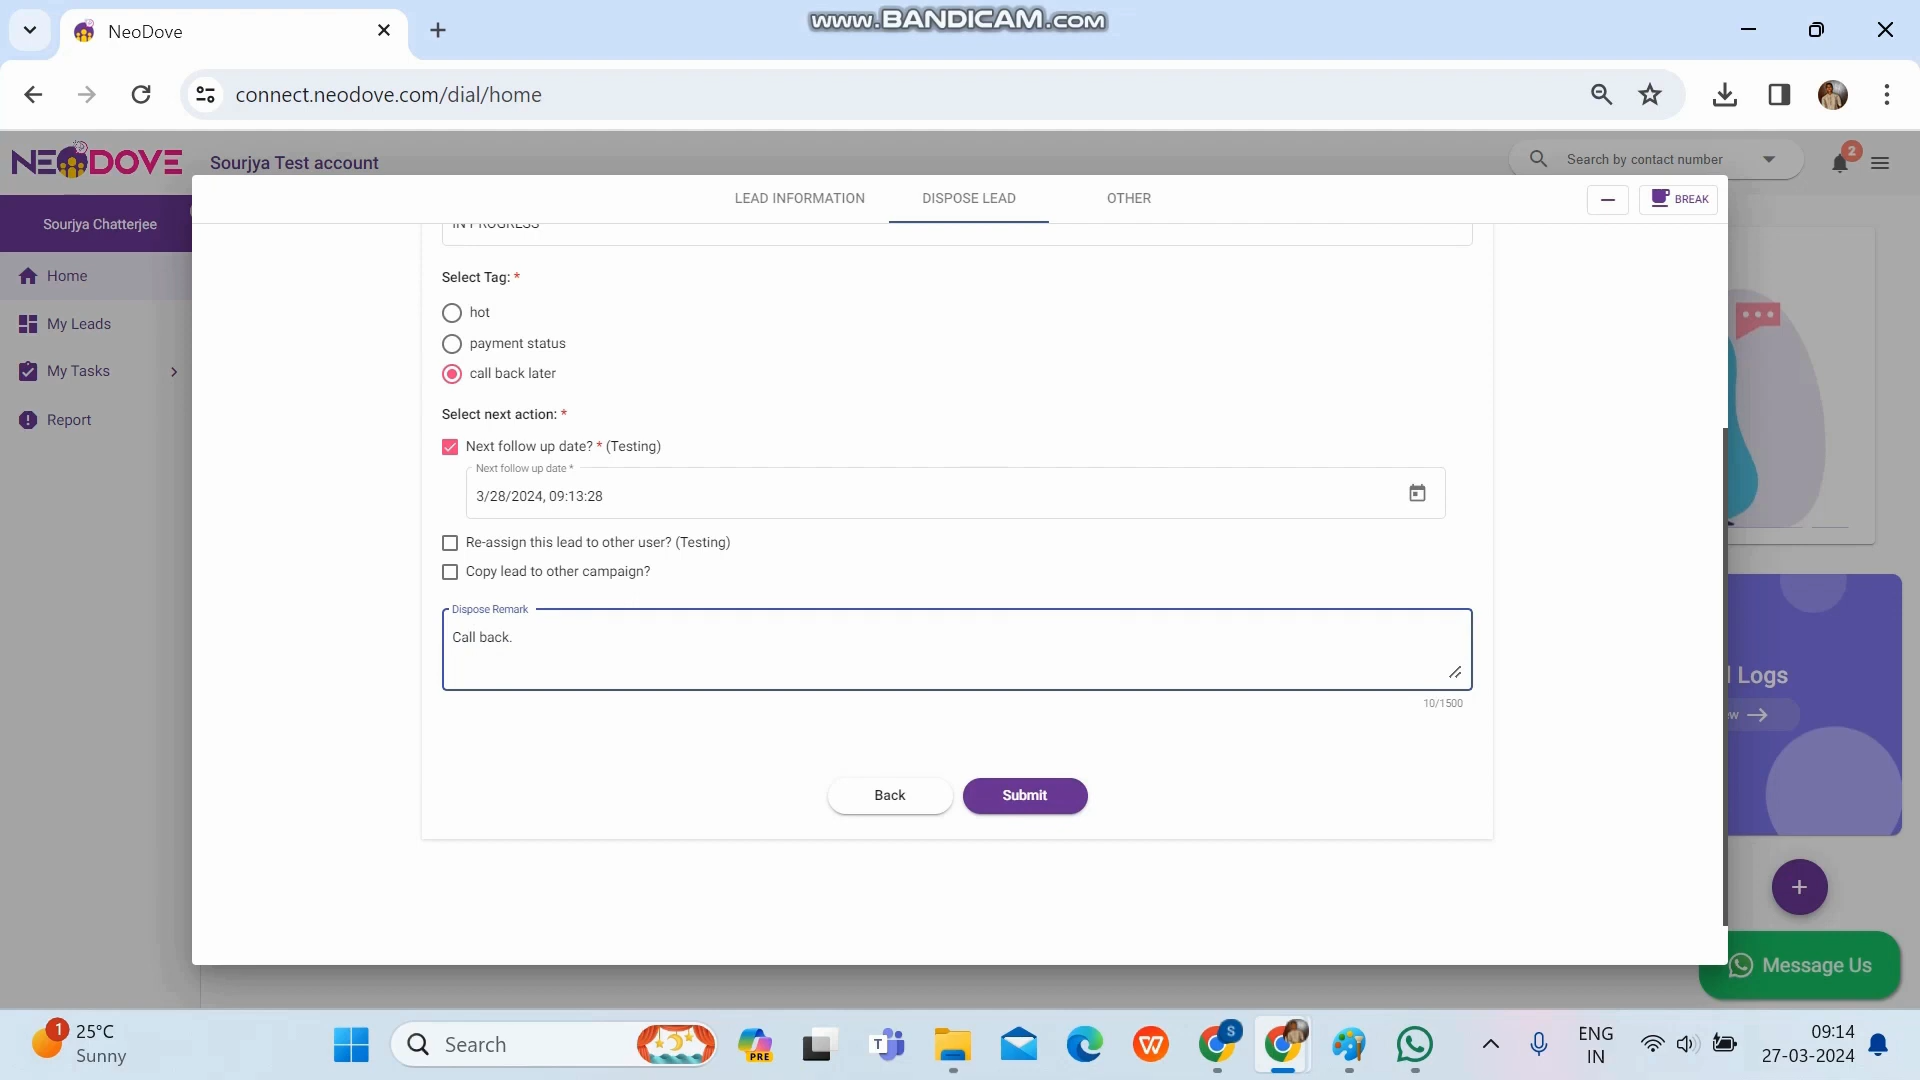 NeoDove
www.BANDICAM.com
connect.neodove.com/dial/home
NEODOVE
Sourjya Test account
Search by contact number
2
LEAD INFORMATION
DISPOSE LEAD
OTHER
BREAK
Sourjya Chatterjee
Home
My Leads
My Tasks
Report
IN PROGRESS
Select Tag: *
hot
payment status
call back later
Select next action: *
Next follow up date? * (Testing)
Next follow up date *
3/28/2024, 09:13:28
Re-assign this lead to other user? (Testing)
Copy lead to other campaign?
Dispose Remark
Call back.
10/1500
Back
Submit
Logs
Message Us
1
25°C
Sunny
Search
PRE
T
W
S
ENG
IN
09:14
27-03-2024